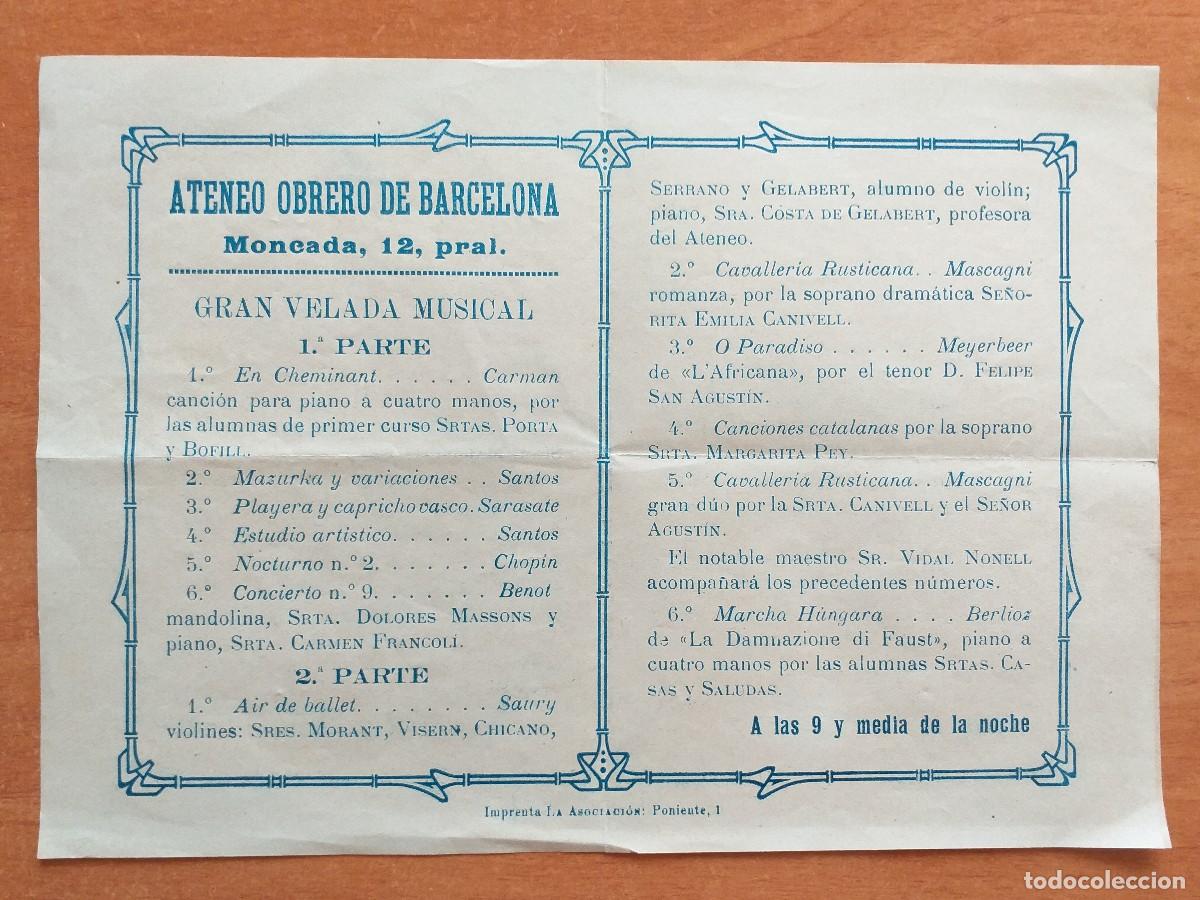 ATENEO OBRERO DE BARCELONA
Moncada, 12, pral.
GRAN VELADA MUSICAL
1.ª PARTE
1.º En Cheminant. . . . . . Carman
canción para piano à cuatro manos, por
las alumnas de primer curso SRTAS. PORTA
y BOFILL.
2.º Mazurka y variaciones . . Santos
3.º Playera y capricho vasco. Sarasate
4.º Estudio artistico. . . . . . Santos
5.º Nocturno n.º 2. . . . . . . Chopin
6.º Concierto n.º 9. . . . . . . Benot
mandolina, SRTA. DOLORES MASSONS y
piano, SRTA. CARMEN FRANCOLÍ.
2.ª PARTE
1.º Air de ballet. . . . . . . . Saury
violines: SRES. MORANT, VISERN, CHICANO,
SERRANO y GELABERT, alumno de violín;
piano, SRA. COSTA DE GELABERT, profesora
del Ateneo.
2.º Cavallería Rusticana. . Mascagni
romanza, por la soprano dramática SEÑO-
RITA EMILIA CANIVELL.
3.º O Paradiso . . . . . . Meyerbeer
de «L'Africana», por el tenor D. FELIPE
SAN AGUSTÍN.
4.º Canciones catalanas por la soprano
SRTA. MARGARITA PEY.
5.º Cavallería Rusticana. . Mascagni
gran dúo por la SRTA. CANIVELL y el SEÑOR
AGUSTÍN.
El notable maestro SR. VIDAL NONELL
acompañará los precedentes números.
6.º Marcha Húngara . . . . Berlioz
de «La Damnazione di Faust», piano a
cuatro manos por las alumnas SRTAS. CA-
SAS y SALUDAS.
A las 9 y media de la noche
Imprenta LA ASOCIACIÓN: Poniente, 1
todocoleccion